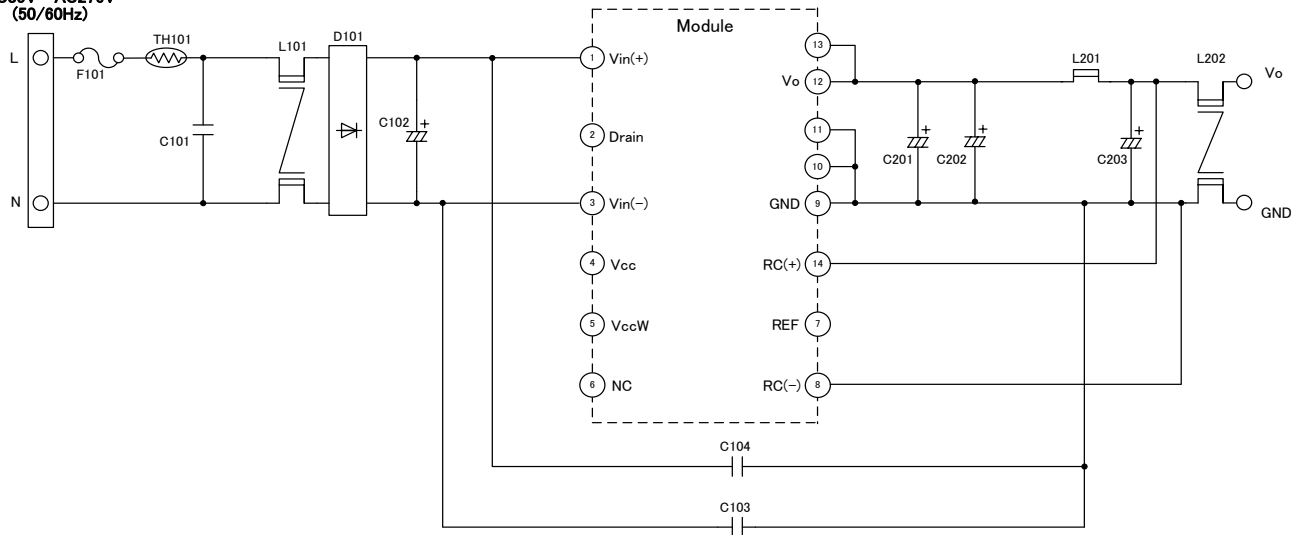 (50/60Hz)
L
F101
TH101
C101
L101
D101
C102
N
Module
1 Vin(+)
2 Drain
3 Vin(-)
4 Vcc
5 VccW
6 NC
13
Vo 12
11
10
GND 9
RC(+) 14
REF 7
RC(-) 8
C201
C202
L201
C203
L202
Vo
GND
C104
C103